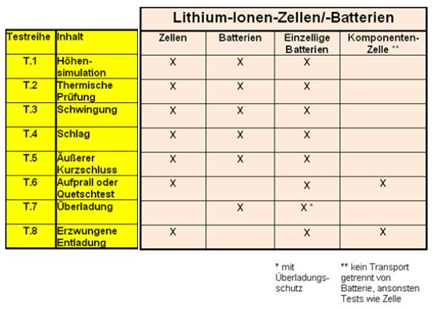 Lithium-Ionen-Zellen/-Batterien
Testreihe Inhalt Zellen Batterien Einzellige Batterien Komponenten-Zelle **
T.1 Höhen-simulation X X X
T.2 Thermische Prüfung X X X
T.3 Schwingung X X X
T.4 Schlag X X X
T.5 Äußerer Kurzschluss X X X
T.6 Aufprall oder Quetschtest X X X
T.7 Überladung X X *
T.8 Erzwungene Entladung X X X
* mit
Überladungs-
schutz
** kein Transport
getrennt von
Batterie, ansonsten
Tests wie Zelle